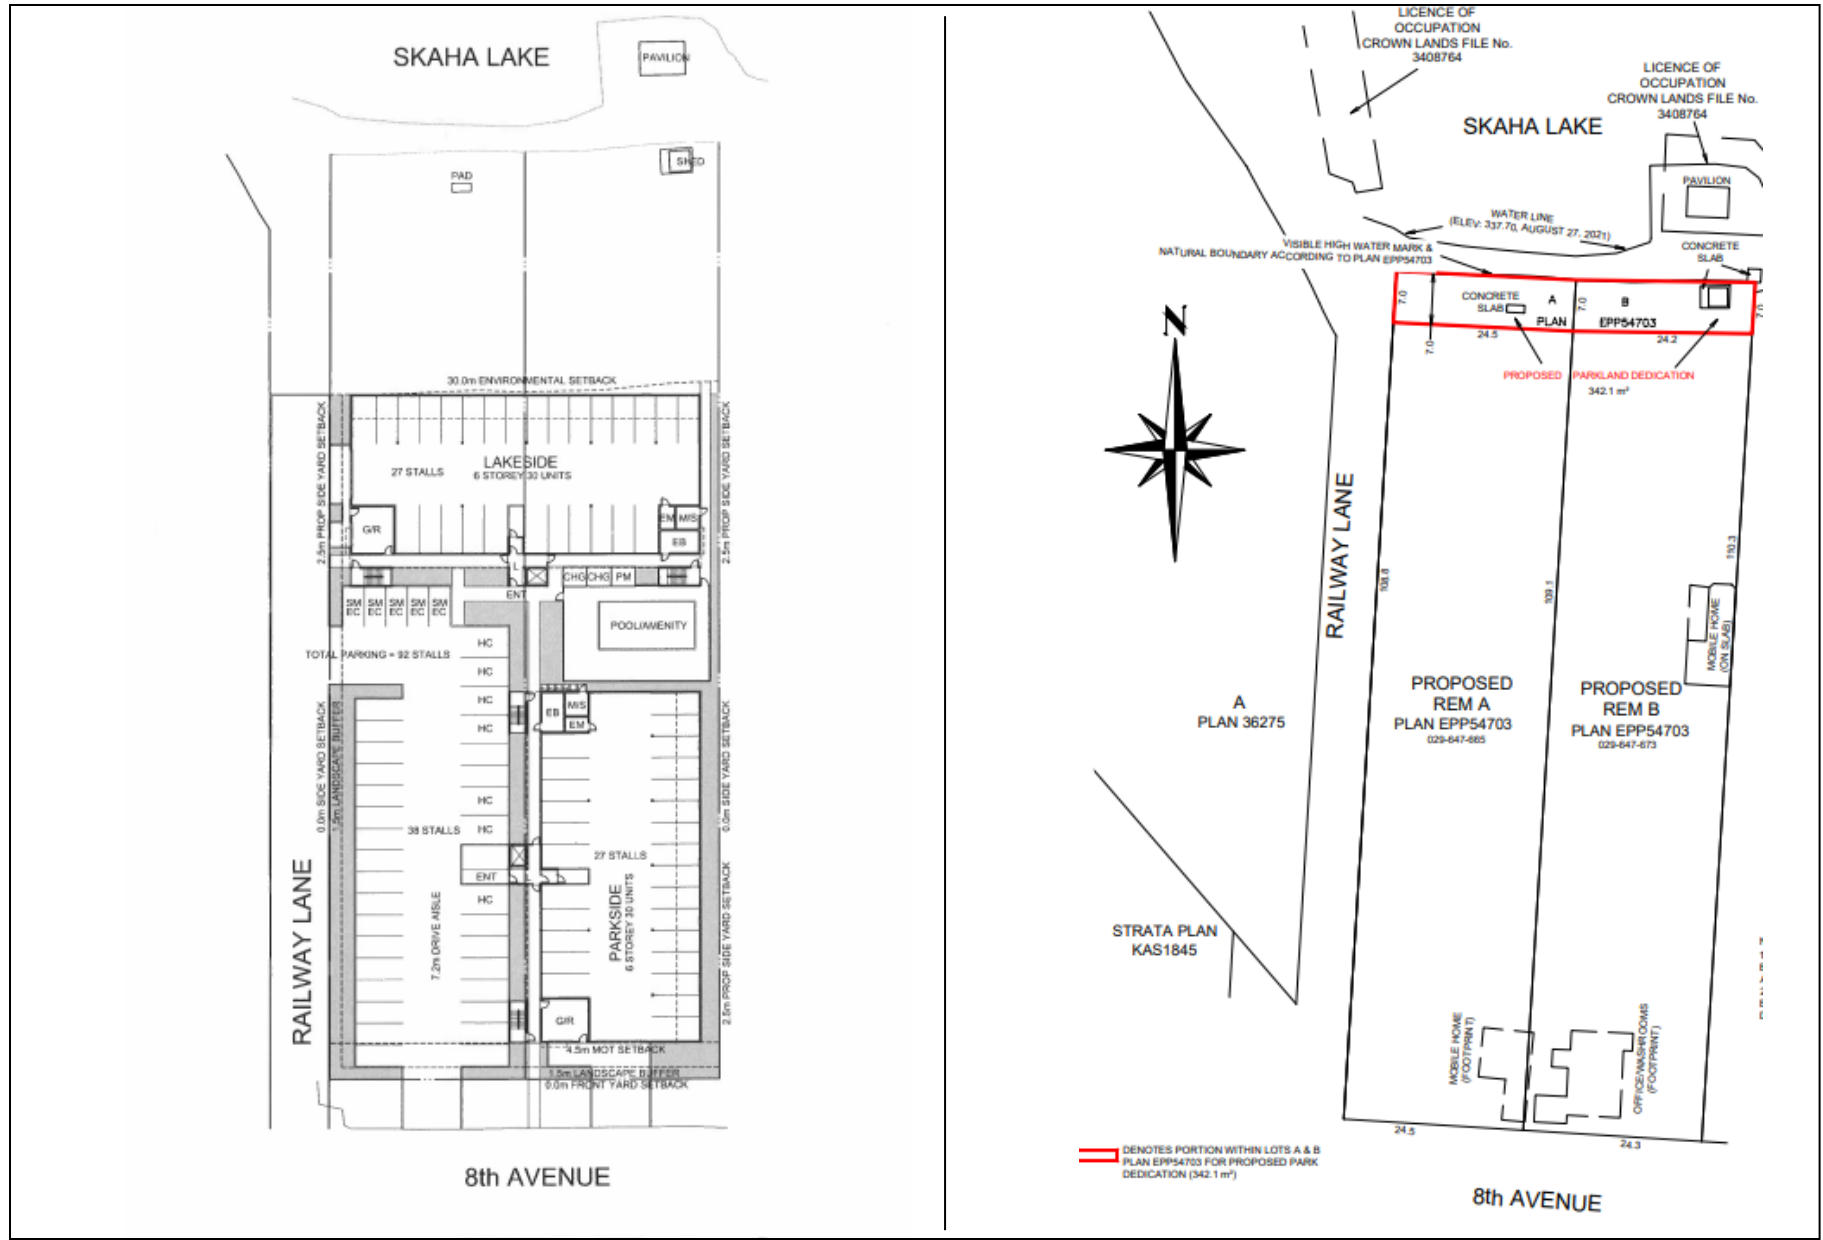 SKAHA LAKE
PAVILION
SHED
PAD
30.0m ENVIRONMENTAL SETBACK
2.5m PROP SIDE YARD SETBACK
2.5m PROP SIDE YARD SETBACK
LAKESIDE
6 STOREY 30 UNITS
27 STALLS
G/R
EM
M/S
EB
L
ENT
CHG
CHG
PM
SM
EC
SM
EC
SM
EC
SM
EC
SM
EC
POOL/AMENITY
HC
TOTAL PARKING = 92 STALLS
HC
HC
HC
EB
M/S
EM
0.0m SIDE YARD SETBACK
1.5m LANDSCAPE BUFFER
0.0m SIDE YARD SETBACK
HC
38 STALLS
HC
27 STALLS
ENT
HC
7.2m DRIVE AISLE
PARKSIDE
6 STOREY 30 UNITS
2.5m PROP SIDE YARD SETBACK
RAILWAY LANE
G/R
4.5m MOT SETBACK
1.5m LANDSCAPE BUFFER
0.0m FRONT YARD SETBACK
8th AVENUE
LICENCE OF
OCCUPATION
CROWN LANDS FILE No.
3408764
LICENCE OF
OCCUPATION
CROWN LANDS FILE No.
3408764
SKAHA LAKE
PAVILION
WATER LINE
(ELEV: 337.70, AUGUST 27, 2021)
VISIBLE HIGH WATER MARK &
NATURAL BOUNDARY ACCORDING TO PLAN EPP54703
CONCRETE
SLAB
7.0
CONCRETE
SLAB
A
7.0
B
7.0
PLAN
EPP54703
7.0
24.5
24.2
PROPOSED PARKLAND DEDICATION
342.1 m²
N
RAILWAY LANE
108.8
109.1
110.3
MOBILE HOME
(ON SLAB)
A
PLAN 36275
PROPOSED
REM A
PLAN EPP54703
029-647-665
PROPOSED
REM B
PLAN EPP54703
029-647-673
STRATA PLAN
KAS1845
MOBILE HOME
(FOOTPRINT)
OFFICE/WASHROOMS
(FOOTPRINT)
24.5
24.3
DENOTES PORTION WITHIN LOTS A & B
PLAN EPP54703 FOR PROPOSED PARK
DEDICATION (342.1 m²)
8th AVENUE